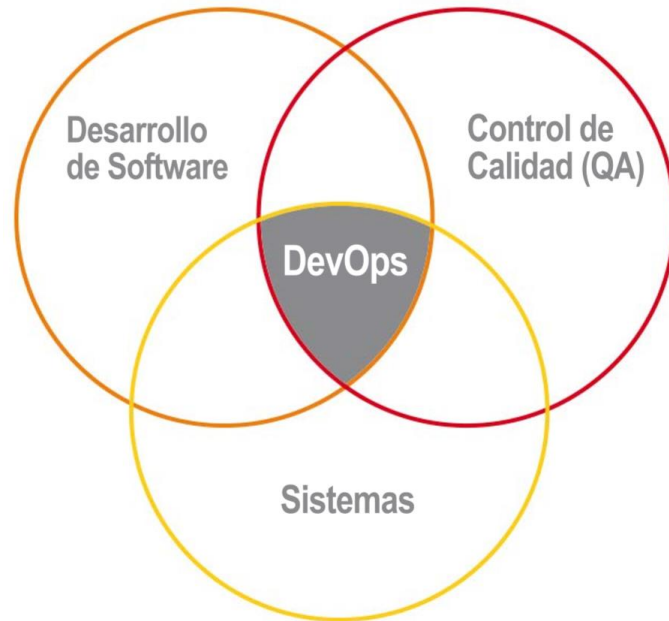 Desarrollo
de Software
Control de
Calidad (QA)
DevOps
Sistemas